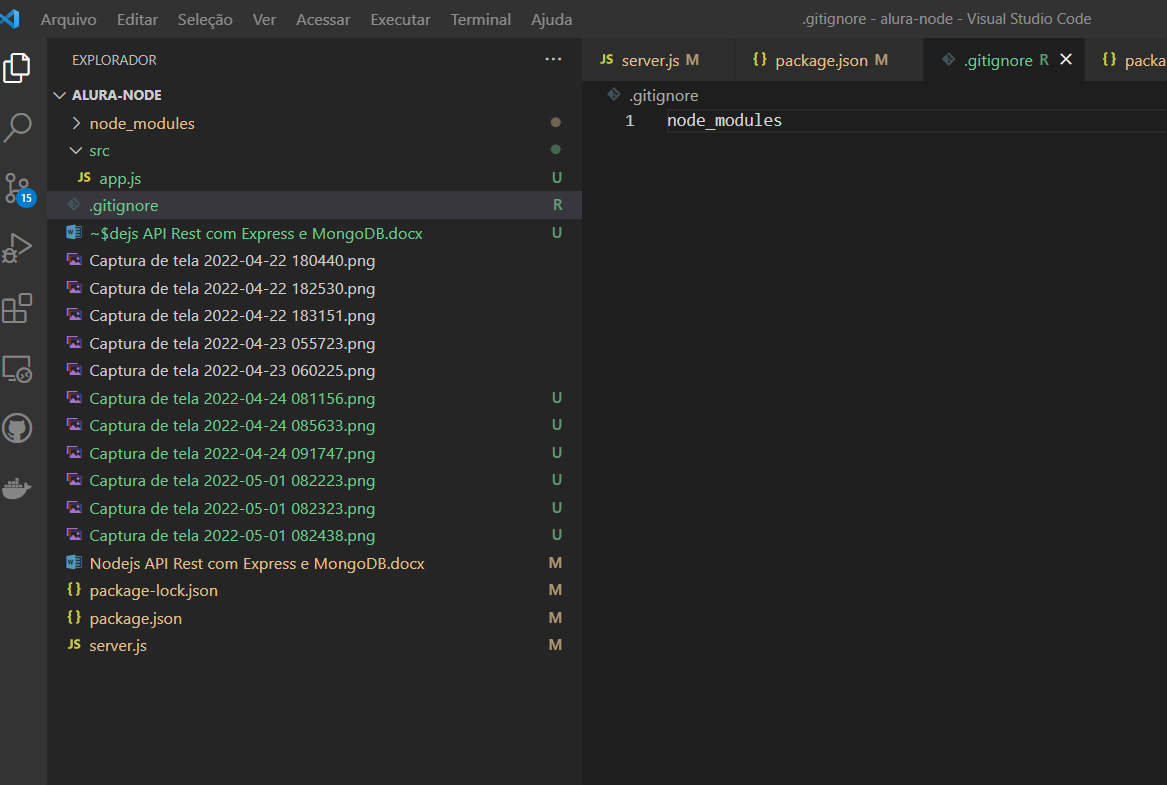 Arquivo Editar Seleção Ver Acessar Executar Terminal Ajuda .gitignore - alura-node - Visual Studio Code
EXPLORADOR ···
ALURA-NODE
node_modules
src
JS app.js U
.gitignore R
~$dejs API Rest com Express e MongoDB.docx U
Captura de tela 2022-04-22 180440.png
Captura de tela 2022-04-22 182530.png
Captura de tela 2022-04-22 183151.png
Captura de tela 2022-04-23 055723.png
Captura de tela 2022-04-23 060225.png
Captura de tela 2022-04-24 081156.png U
Captura de tela 2022-04-24 085633.png U
Captura de tela 2022-04-24 091747.png U
Captura de tela 2022-05-01 082223.png U
Captura de tela 2022-05-01 082323.png U
Captura de tela 2022-05-01 082438.png U
Nodejs API Rest com Express e MongoDB.docx M
{} package-lock.json M
{} package.json M
JS server.js M
15
JS server.js M {} package.json M .gitignore R {} packa
.gitignore
1 node_modules